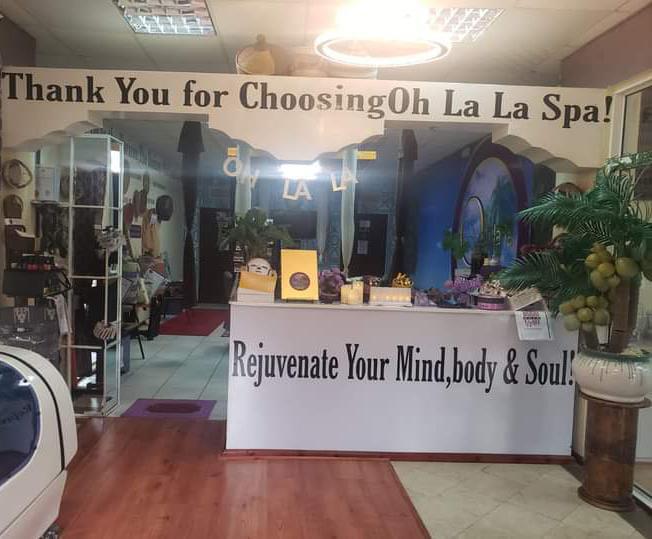 Thank You for ChoosingOh La La Spa!
OH LA LA
Rejuvenate Your Mind,body & Soul!